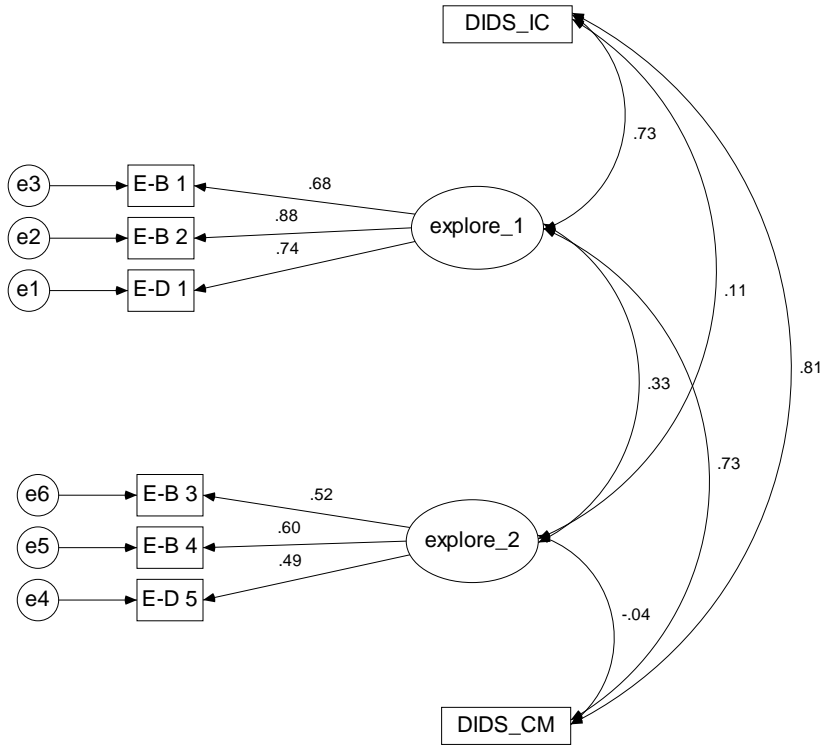 DIDS_IC
.73
e3
E-B 1
.68
e2
E-B 2
.88
explore_1
e1
E-D 1
.74
.11
.81
.33
.73
e6
E-B 3
.52
e5
E-B 4
.60
explore_2
e4
E-D 5
.49
-.04
DIDS_CM